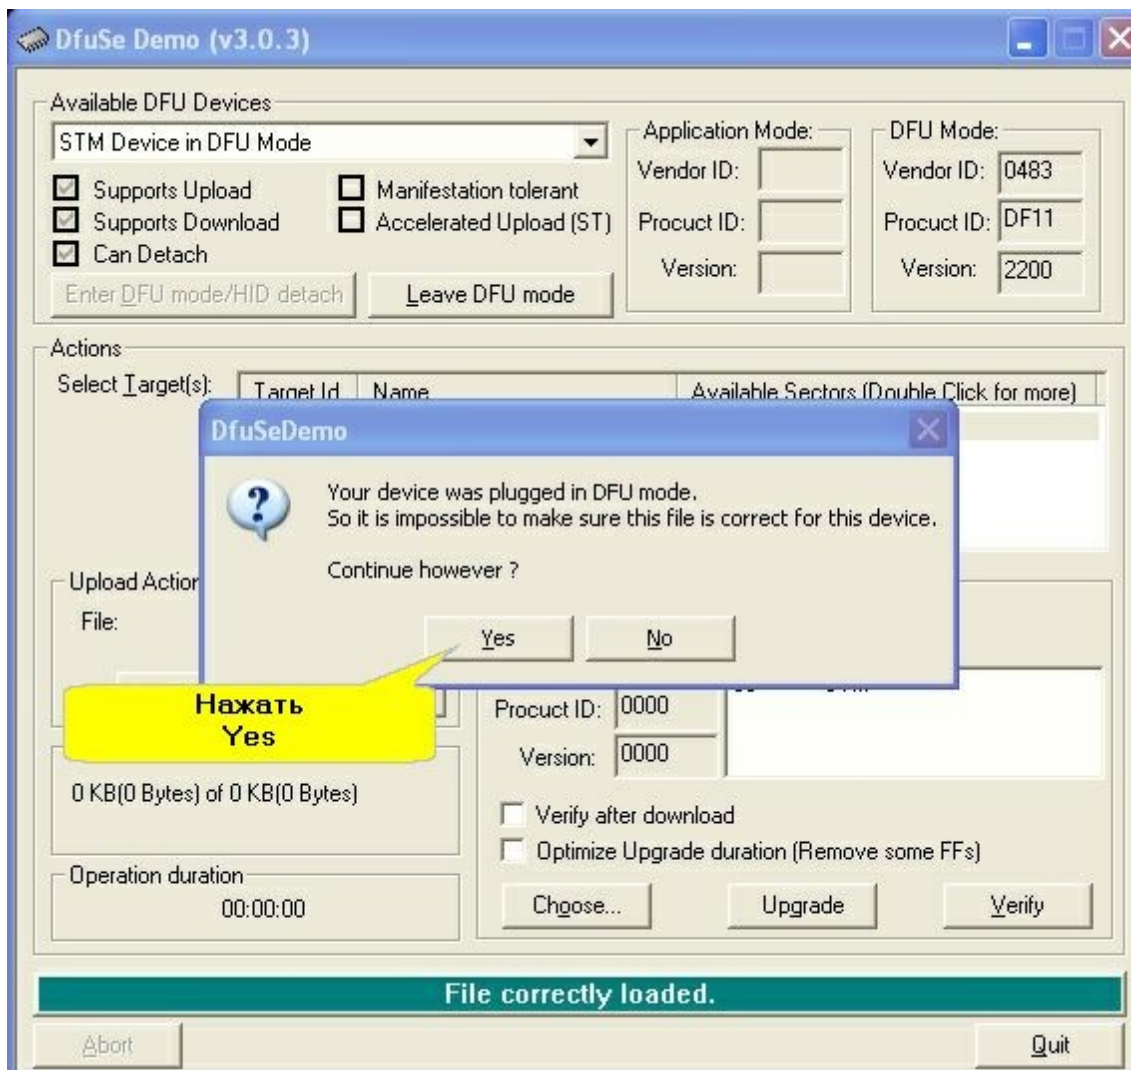 DfuSe Demo (v3.0.3)
Available DFU Devices
STM Device in DFU Mode
Supports Upload
Manifestation tolerant
Supports Download
Accelerated Upload (ST)
Can Detach
Enter DFU mode/HID detach
Leave DFU mode
Application Mode:
Vendor ID:
Procuct ID:
Version:
DFU Mode:
Vendor ID: 0483
Procuct ID: DF11
Version: 2200
Actions
Select Target(s):
Target Id Name Available Sectors (Double Click for more)
DfuSeDemo
Your device was plugged in DFU mode.
So it is impossible to make sure this file is correct for this device.
Continue however ?
Yes No
Upload Action
File:
Нажать
Yes
Procuct ID: 0000
Version: 0000
0 KB(0 Bytes) of 0 KB(0 Bytes)
Verify after download
Optimize Upgrade duration (Remove some FFs)
Operation duration
00:00:00
Choose... Upgrade Verify
File correctly loaded.
Abort Quit